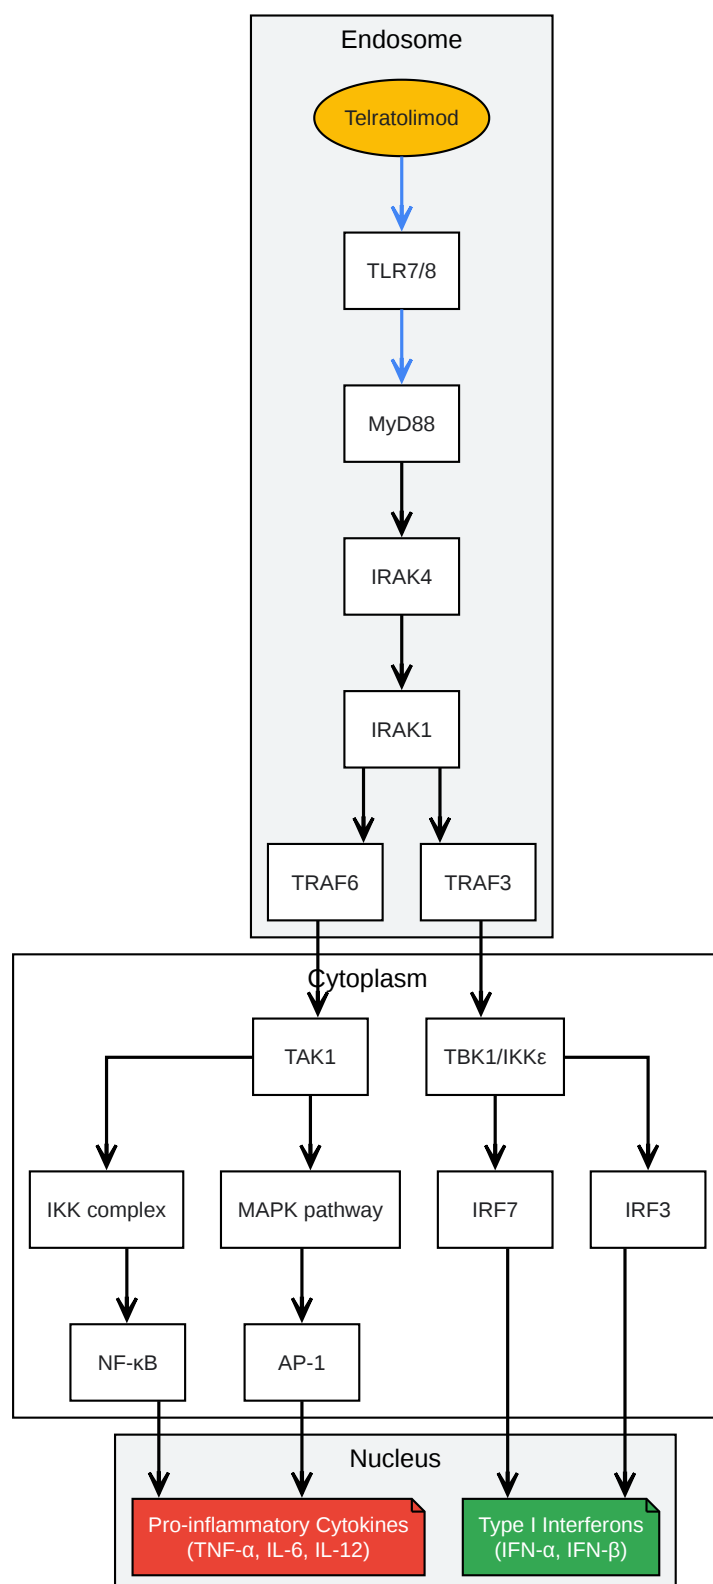 Endosome
Telratolimod
TLR7/8
MyD88
IRAK4
IRAK1
TRAF6
TRAF3
Cytoplasm
TAK1
TBK1/IKKε
IKK complex
MAPK pathway
IRF7
IRF3
NF-κB
AP-1
Nucleus
Pro-inflammatory Cytokines
(TNF-α, IL-6, IL-12)
Type I Interferons
(IFN-α, IFN-β)